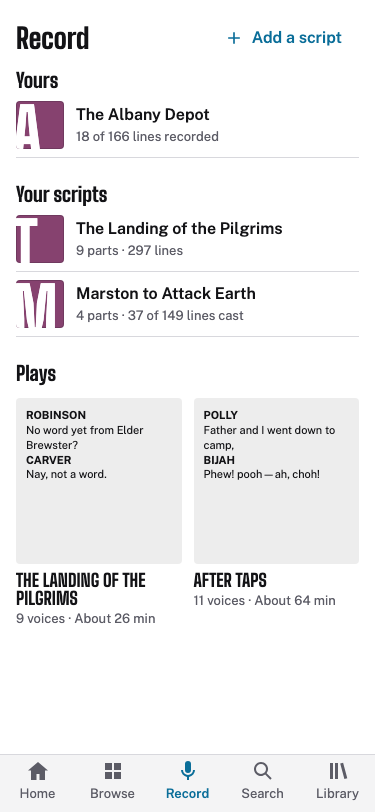 Record
+ Add a script
Yours
A
The Albany Depot
18 of 166 lines recorded
Your scripts
T
The Landing of the Pilgrims
9 parts · 297 lines
M
Marston to Attack Earth
4 parts · 37 of 149 lines cast
Plays
ROBINSON
No word yet from Elder
Brewster?
CARVER
Nay, not a word.
THE LANDING OF THE
PILGRIMS
9 voices · About 26 min
POLLY
Father and I went down to
camp,
BIJAH
Phew! pooh—ah, choh!
AFTER TAPS
11 voices · About 64 min
Home
Browse
Record
Search
Library